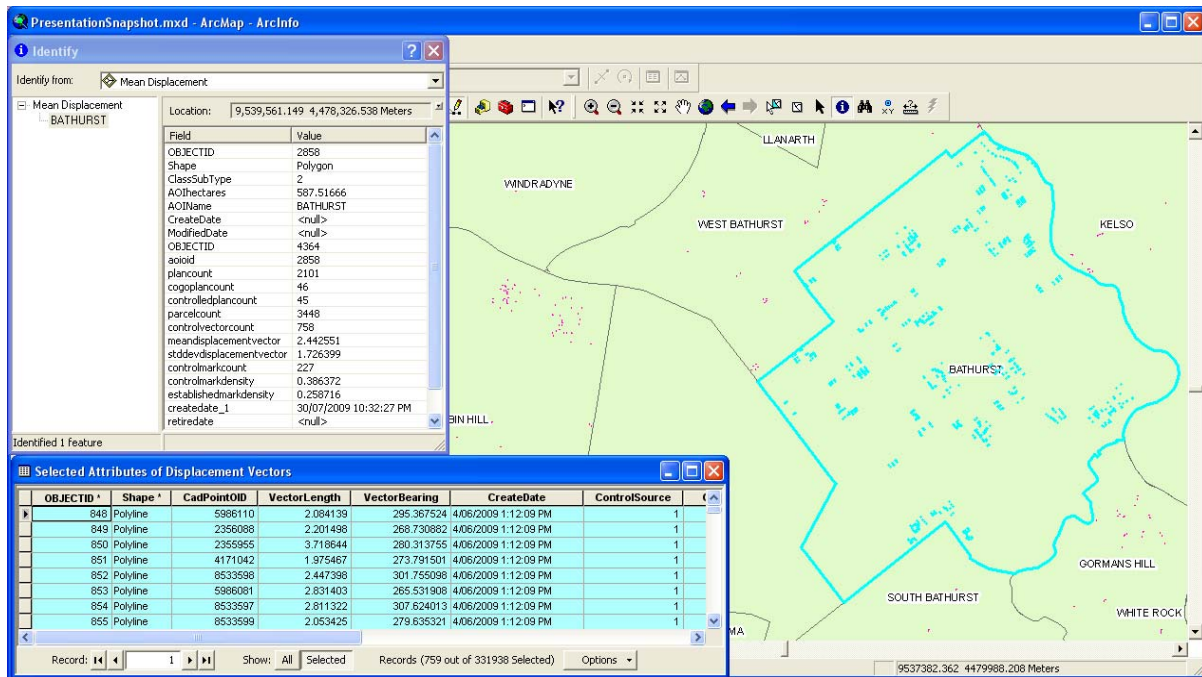 PresentationSnapshot.mxd - ArcMap - ArcInfo
Identify
Identify from: Mean Displacement
Mean Displacement
BATHURST
Location: 9,539,561.149 4,478,326.538 Meters
Field Value
OBJECTID 2858
Shape Polygon
ClassSubType 2
AOIhectares 587.51666
AOIName BATHURST
CreateDate <null>
ModifiedDate <null>
OBJECTID 4364
aoioid 2858
plancount 2101
cogoplancount 46
controlledplancount 45
parcelcount 3448
controlvectorcount 758
meandisplacementvector 2.442551
stddevdisplacementvector 1.726399
controlmarkcount 227
controlmarkdensity 0.386372
establishedmarkdensity 0.258716
createdate_1 30/07/2009 10:32:27 PM
retiredate <null>
Identified 1 feature
LLANARTH
WINDRADYNE
WEST BATHURST
KELSO
BATHURST
BIN HILL
GORMANS HILL
SOUTH BATHURST
WHITE ROCK
MA
Selected Attributes of Displacement Vectors
OBJECTID * Shape * CadPointOID VectorLength VectorBearing CreateDate ControlSource
848 Polyline 5986110 2.084139 295.367524 4/06/2009 1:12:09 PM 1
849 Polyline 2356088 2.201498 268.730882 4/06/2009 1:12:09 PM 1
850 Polyline 2355955 3.718644 280.313755 4/06/2009 1:12:09 PM 1
851 Polyline 4171042 1.975467 273.791501 4/06/2009 1:12:09 PM 1
852 Polyline 8533598 2.447398 301.755098 4/06/2009 1:12:09 PM 1
853 Polyline 5986081 2.831403 265.531908 4/06/2009 1:12:09 PM 1
854 Polyline 8533597 2.811322 307.624013 4/06/2009 1:12:09 PM 1
855 Polyline 8533599 2.053425 279.635321 4/06/2009 1:12:09 PM 1
Record: 1 Show: All Selected Records (759 out of 331938 Selected) Options
9537382.362 4479988.208 Meters